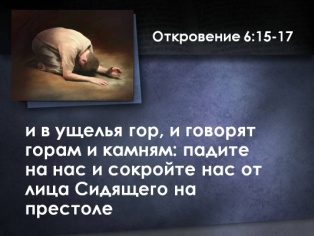 Откровение 6:15-17
и в ущелья гор, и говорят
горам и камням: падите
на нас и сокройте нас от
лица Сидящего на
престоле